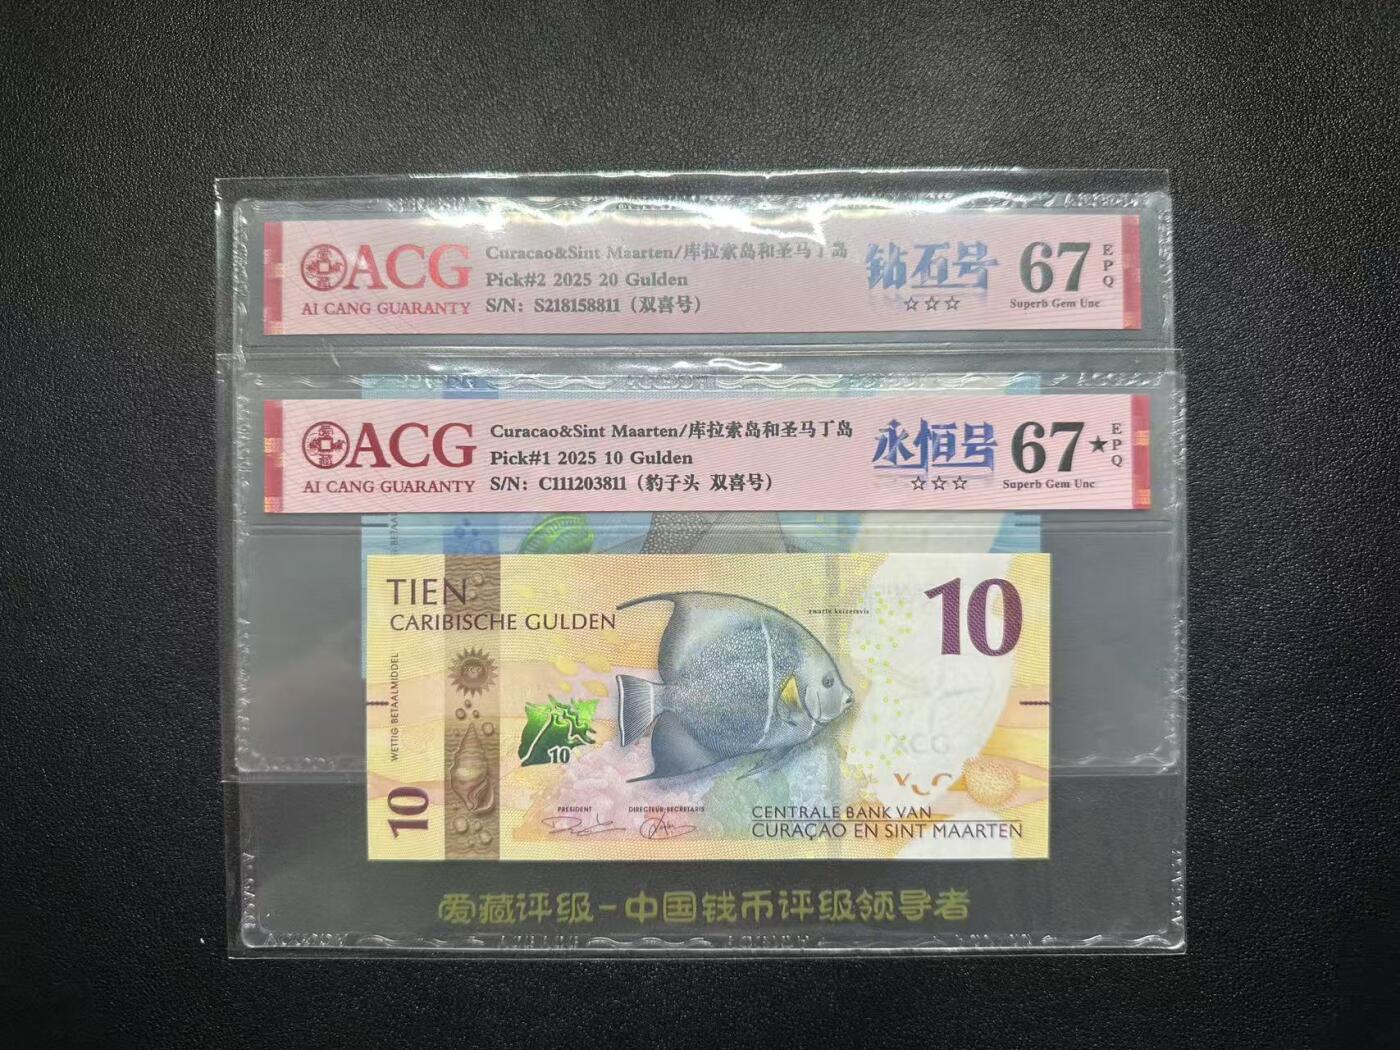 ACG
AI CANG GUARANTY
Curacao&Sint Maarten/库拉索岛和圣马丁岛
Pick#2 2025 20 Gulden
S/N: S218158811（双喜号）
钻石号
☆☆☆
67
EPQ
Superb Gem Unc
ACG
AI CANG GUARANTY
Curacao&Sint Maarten/库拉索岛和圣马丁岛
Pick#1 2025 10 Gulden
S/N: C111203811（豹子头 双喜号）
永恒号
☆☆☆
67★
EPQ
Superb Gem Unc
TIEN
CARIBISCHE GULDEN
zwarte keizersvis
10
WETTIG BETAALMIDDEL
10
XCG
10
PRESIDENT
DIRECTEUR-SECRETARIS
CENTRALE BANK VAN
CURAÇAO EN SINT MAARTEN
爱藏评级-中国钱币评级领导者